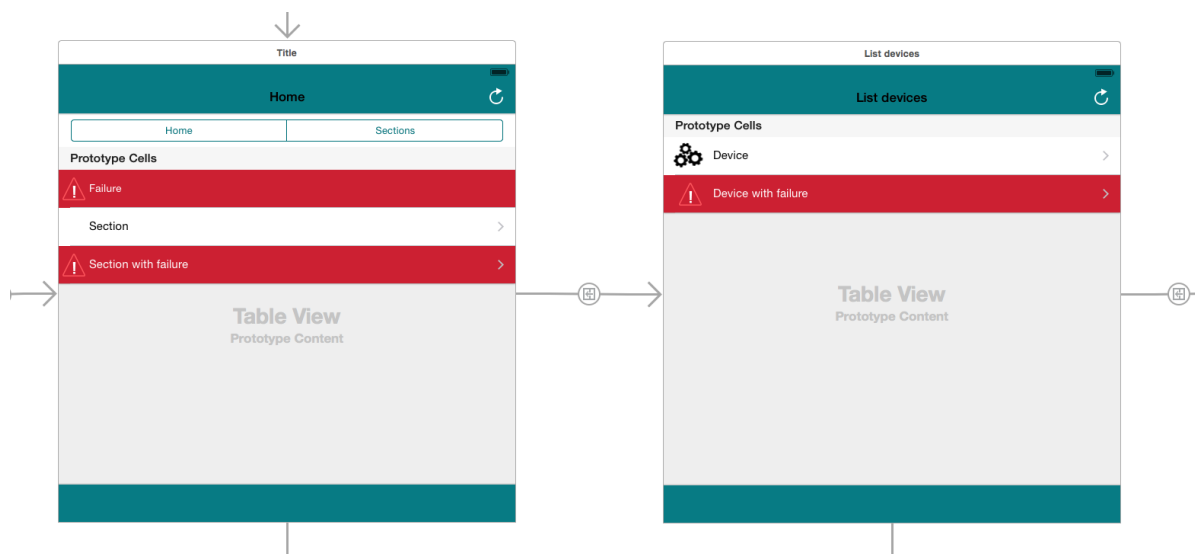 Title
Home
Home Sections
Prototype Cells
Failure
Section
Section with failure
Table View
Prototype Content
List devices
List devices
Prototype Cells
Device
Device with failure
Table View
Prototype Content